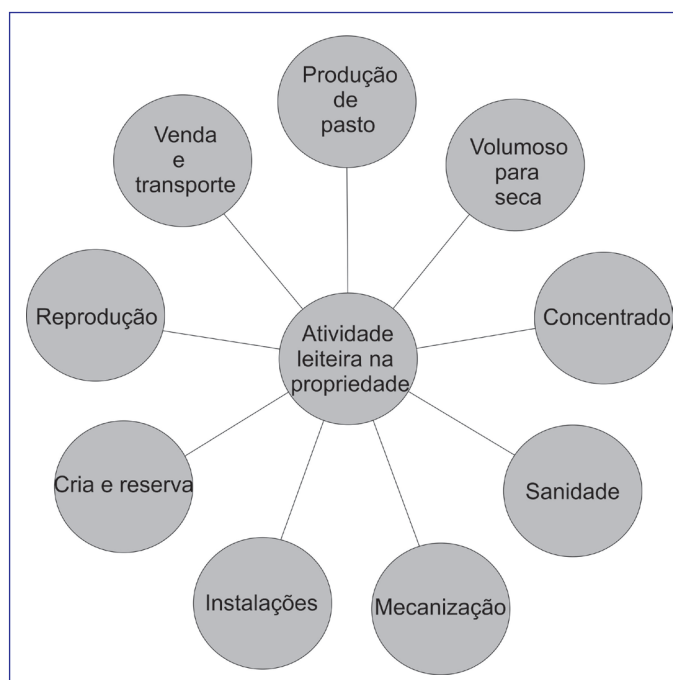 Produção
de
pasto
Volumoso
para
seca
Concentrado
Sanidade
Mecanização
Instalações
Cria e reserva
Reprodução
Venda
e
transporte
Atividade
leiteira na
propriedade